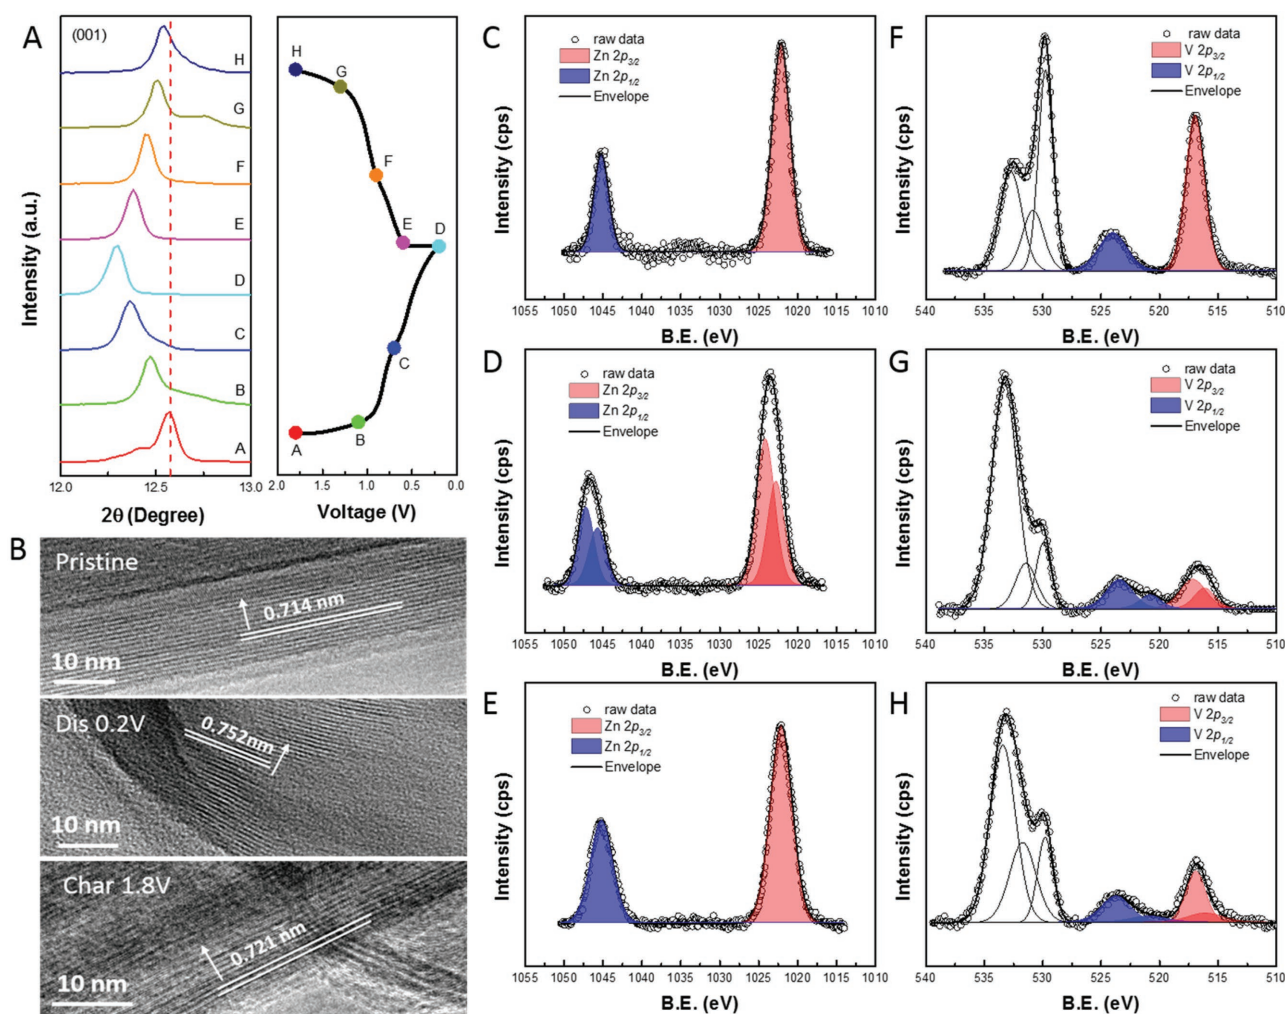 A
(001)
H
G
F
E
D
C
B
A
Intensity (a.u.)
12.0
12.5
13.0
2θ (Degree)
H
G
F
E
D
C
B
A
2.0
1.5
1.0
0.5
0.0
Voltage (V)
B
Pristine
0.714 nm
10 nm
Dis 0.2V
0.752nm
10 nm
Char 1.8V
0.721 nm
10 nm
C
raw data
Zn 2p3/2
Zn 2p1/2
Envelope
Intensity (cps)
1055 1050 1045 1040 1035 1030 1025 1020 1015 1010
B.E. (eV)
D
raw data
Zn 2p3/2
Zn 2p1/2
Envelope
Intensity (cps)
1055 1050 1045 1040 1035 1030 1025 1020 1015 1010
B.E. (eV)
E
raw data
Zn 2p3/2
Zn 2p1/2
Envelope
Intensity (cps)
1055 1050 1045 1040 1035 1030 1025 1020 1015 1010
B.E. (eV)
F
raw data
V 2p3/2
V 2p1/2
Envelope
Intensity (cps)
540 535 530 525 520 515 510
B.E. (eV)
G
raw data
V 2p3/2
V 2p1/2
Envelope
Intensity (cps)
540 535 530 525 520 515 510
B.E. (eV)
H
raw data
V 2p3/2
V 2p1/2
Envelope
Intensity (cps)
540 535 530 525 520 515 510
B.E. (eV)